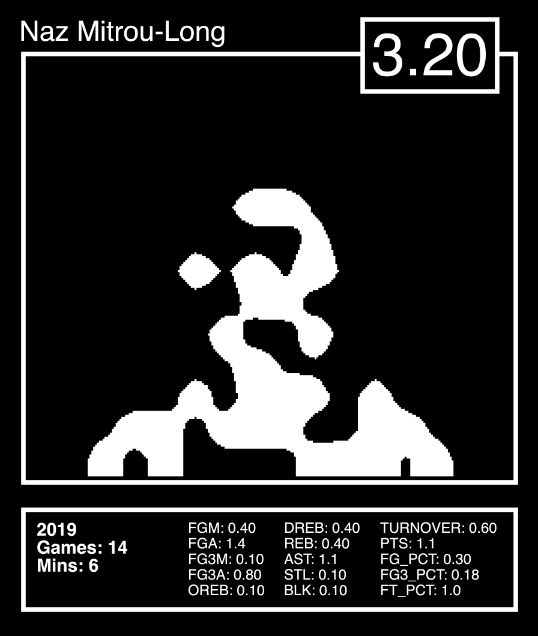 Naz Mitrou-Long
3.20
2019
Games: 14
Mins: 6
FGM: 0.40
FGA: 1.4
FG3M: 0.10
FG3A: 0.80
OREB: 0.10
DREB: 0.40
REB: 0.40
AST: 1.1
STL: 0.10
BLK: 0.10
TURNOVER: 0.60
PTS: 1.1
FG_PCT: 0.30
FG3_PCT: 0.18
FT_PCT: 1.0